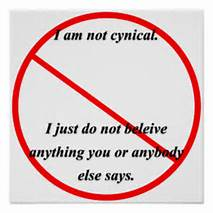 I am not cynical.
I just do not beleive
anything you or anybody
else says.